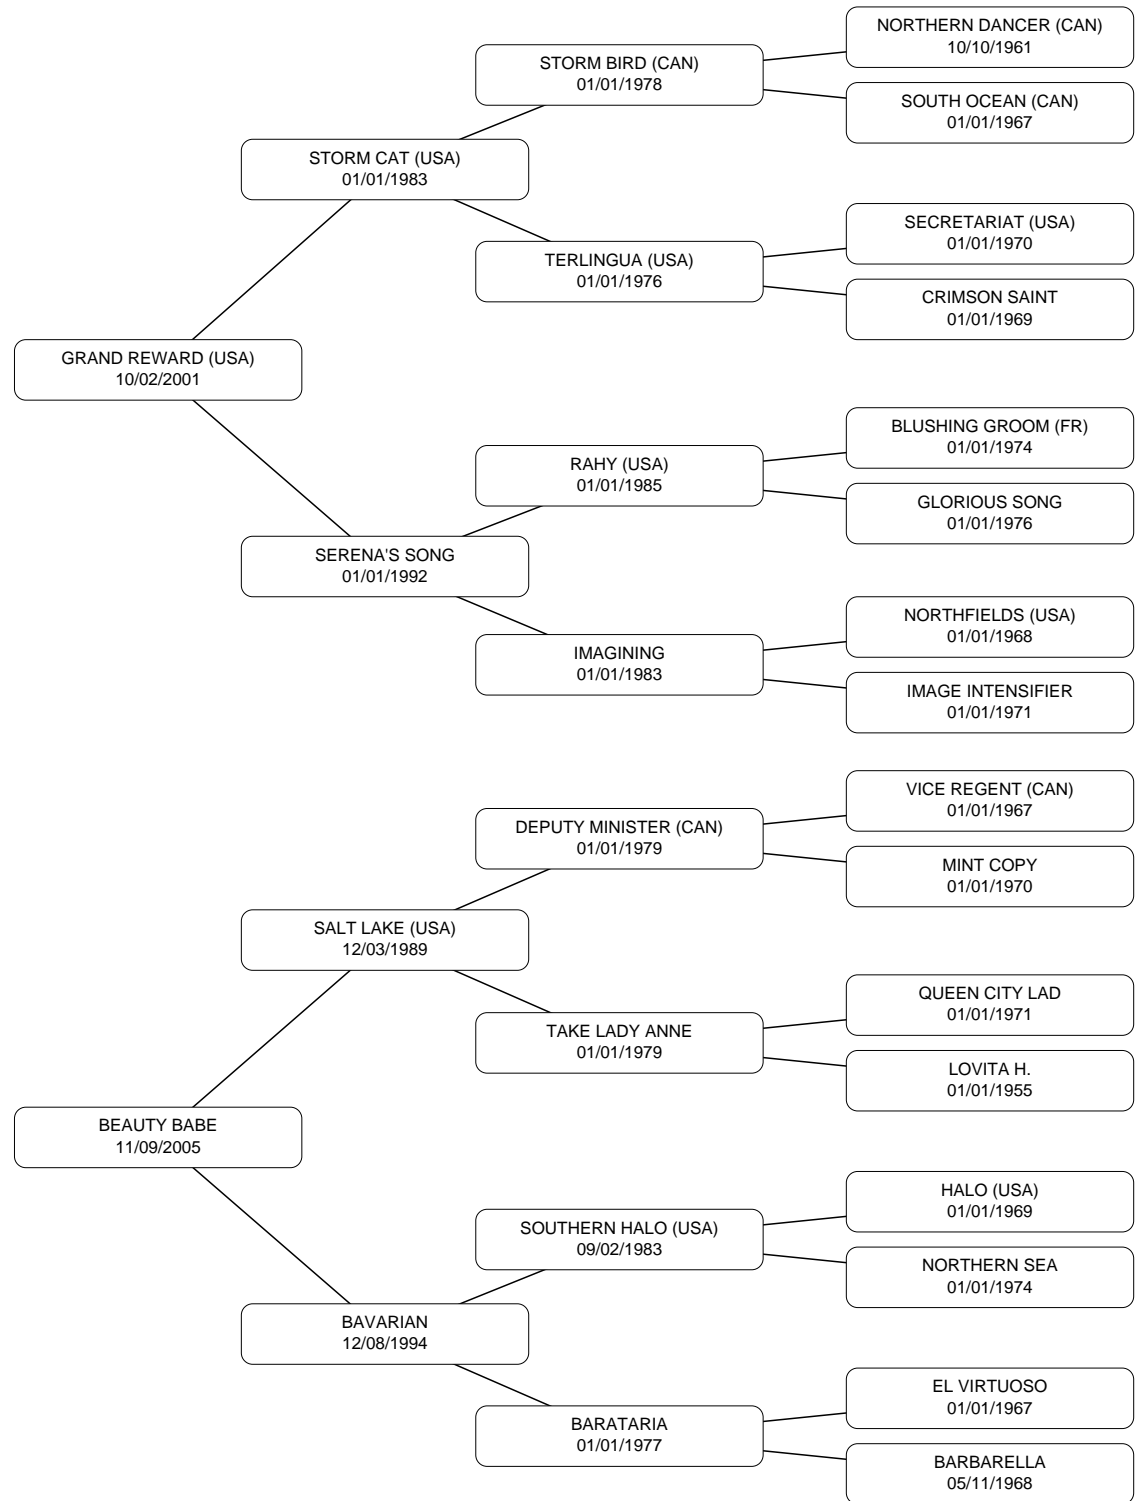 NORTHERN DANCER (CAN)
10/10/1961
STORM BIRD (CAN)
01/01/1978
SOUTH OCEAN (CAN)
01/01/1967
STORM CAT (USA)
01/01/1983
SECRETARIAT (USA)
01/01/1970
TERLINGUA (USA)
01/01/1976
CRIMSON SAINT
01/01/1969
GRAND REWARD (USA)
10/02/2001
BLUSHING GROOM (FR)
01/01/1974
RAHY (USA)
01/01/1985
GLORIOUS SONG
01/01/1976
SERENA'S SONG
01/01/1992
NORTHFIELDS (USA)
01/01/1968
IMAGINING
01/01/1983
IMAGE INTENSIFIER
01/01/1971
VICE REGENT (CAN)
01/01/1967
DEPUTY MINISTER (CAN)
01/01/1979
MINT COPY
01/01/1970
SALT LAKE (USA)
12/03/1989
QUEEN CITY LAD
01/01/1971
TAKE LADY ANNE
01/01/1979
LOVITA H.
01/01/1955
BEAUTY BABE
11/09/2005
HALO (USA)
01/01/1969
SOUTHERN HALO (USA)
09/02/1983
NORTHERN SEA
01/01/1974
BAVARIAN
12/08/1994
EL VIRTUOSO
01/01/1967
BARATARIA
01/01/1977
BARBARELLA
05/11/1968